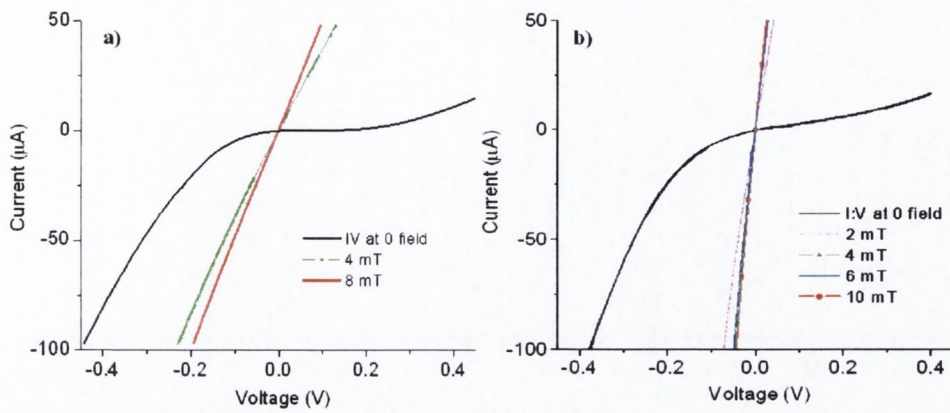 a)
50
0
-50
-100
Current (µA)
-0.4
-0.2
0.0
0.2
0.4
Voltage (V)
IV at 0 field
4 mT
8 mT
b)
50
0
-50
-100
Current (µA)
-0.4
-0.2
0.0
0.2
0.4
Voltage (V)
I:V at 0 field
2 mT
4 mT
6 mT
10 mT